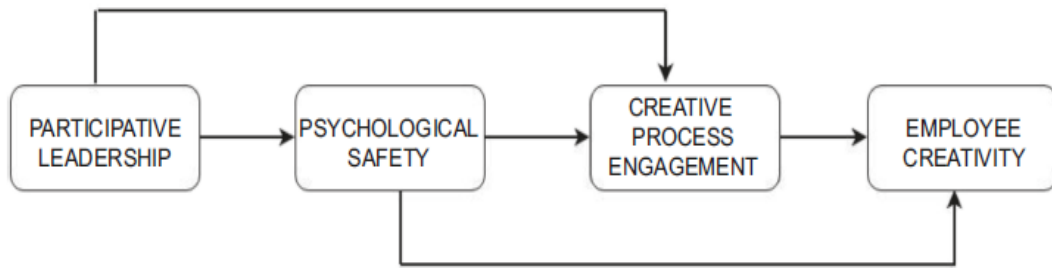 PARTICIPATIVE
LEADERSHIP
PSYCHOLOGICAL
SAFETY
CREATIVE
PROCESS
ENGAGEMENT
EMPLOYEE
CREATIVITY